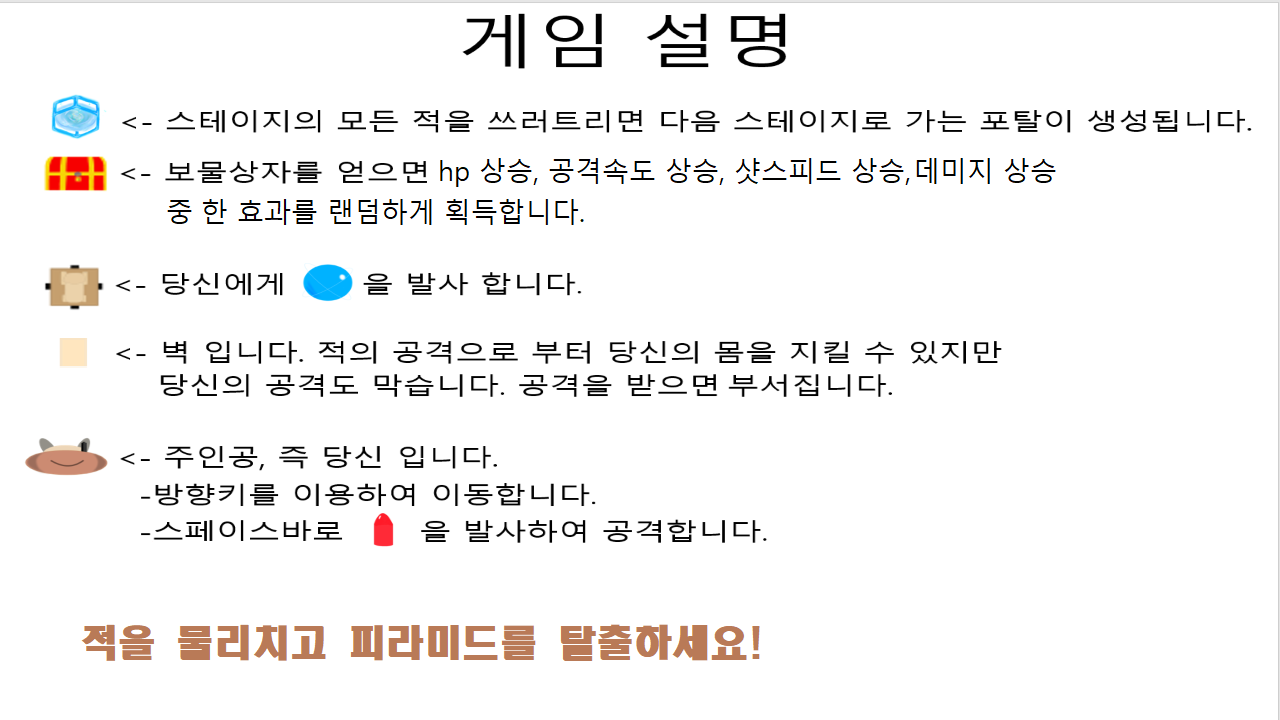 게임 설명
<- 스테이지의 모든 적을 쓰러트리면 다음 스테이지로 가는 포탈이 생성됩니다.
<- 보물상자를 얻으면 hp 상승, 공격속도 상승, 샷스피드 상승,데미지 상승
중 한 효과를 랜덤하게 획득합니다.
<- 당신에게 을 발사 합니다.
<- 벽 입니다. 적의 공격으로 부터 당신의 몸을 지킬 수 있지만
당신의 공격도 막습니다. 공격을 받으면 부서집니다.
<- 주인공, 즉 당신 입니다.
-방향키를 이용하여 이동합니다.
-스페이스바로 을 발사하여 공격합니다.
적을 물리치고 피라미드를 탈출하세요!